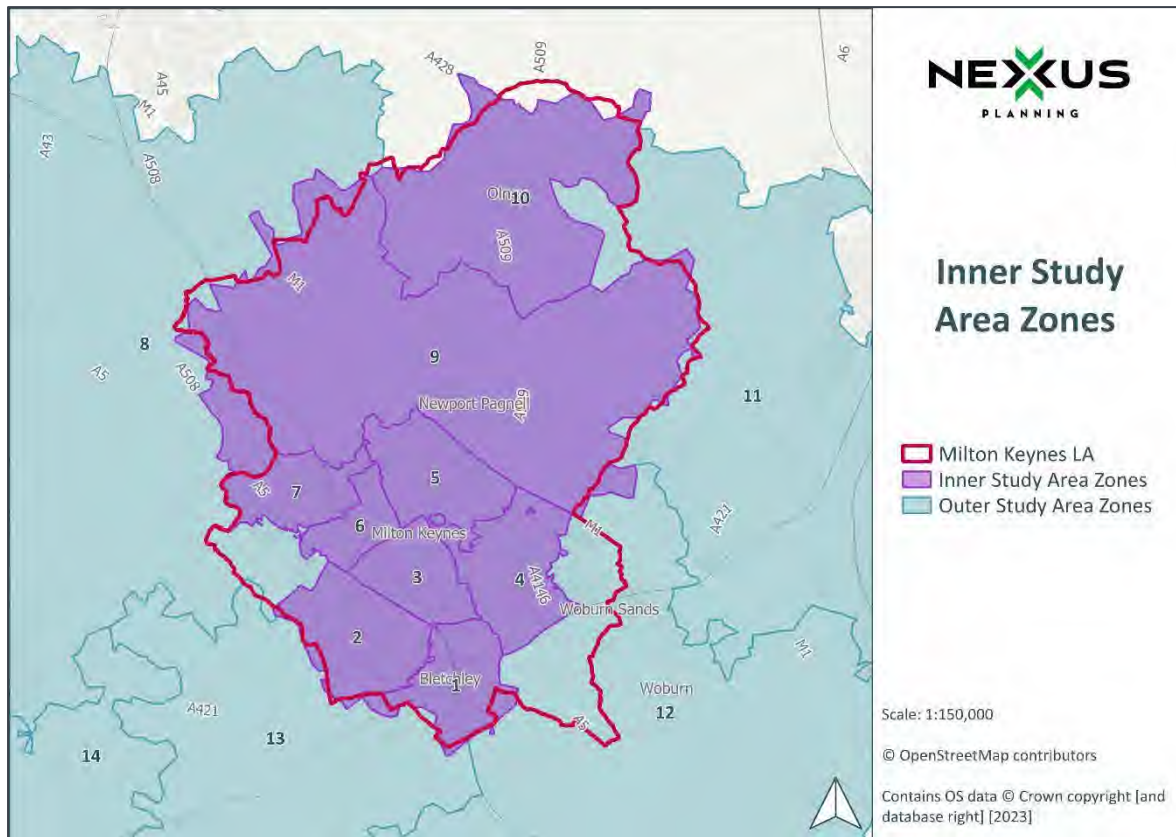 A45
M1
A43
A508
A428
A509
A6
NEXUS
PLANNING
Inner Study
Area Zones
10
A509
M1
8
A5
A508
9
Newport Pagnell
11
7
A5
5
6
Milton Keynes
3
4
A4146
M1
A421
Woburn Sands
2
Bletchley
1
A5
Woburn
12
M1
A421
13
14
Milton Keynes LA
Inner Study Area Zones
Outer Study Area Zones
Scale: 1:150,000
© OpenStreetMap contributors
Contains OS data © Crown copyright [and
database right] [2023]